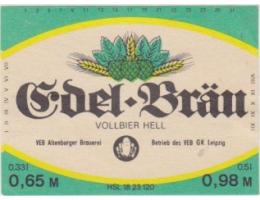 Edel-Bräu
VOLLBIER HELL
VEB Altenburger Brauerei Betrieb des VEB GK Leipzig
0,33 l 0,5 l
0,65 M 0,98 M
HSL 18 23 120